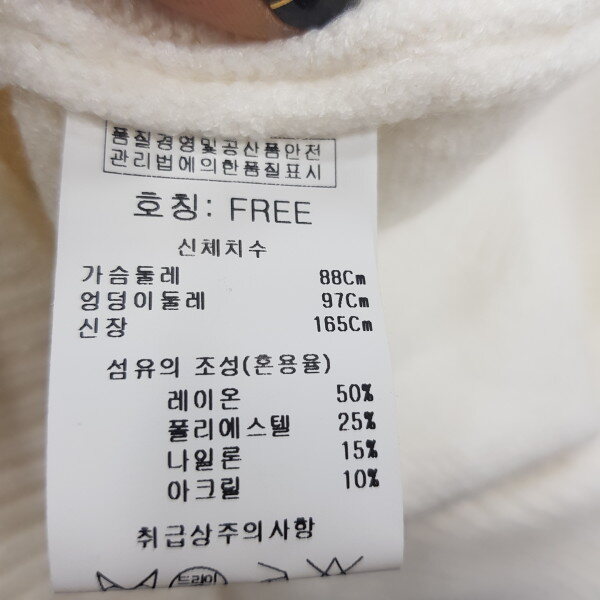 품질경영및공산품안전
관리법에의한품질표시
호칭: FREE
신체치수
가슴둘레 88Cm
엉덩이둘레 97Cm
신장 165Cm
섬유의 조성(혼용율)
레이온 50%
폴리에스텔 25%
나일론 15%
아크릴 10%
취급상주의사항
드라이